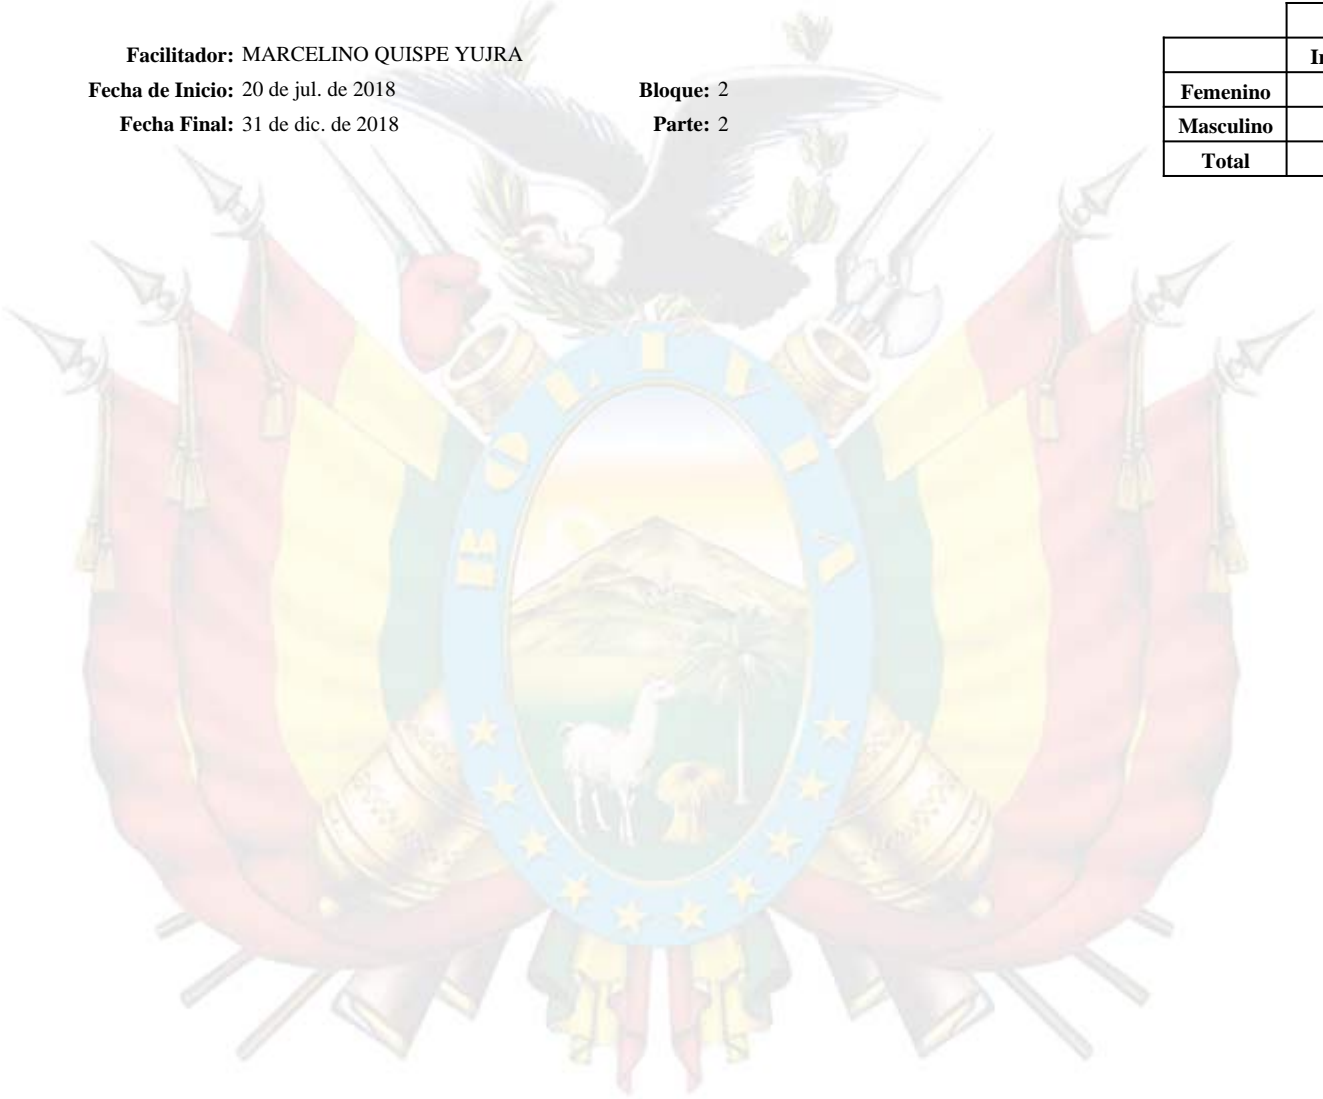 Facilitador: MARCELINO QUISPE YUJRA
Fecha de Inicio: 20 de jul. de 2018 Bloque: 2
Fecha Final: 31 de dic. de 2018 Parte: 2
Femenino
Masculino
Total
BOLIVIA